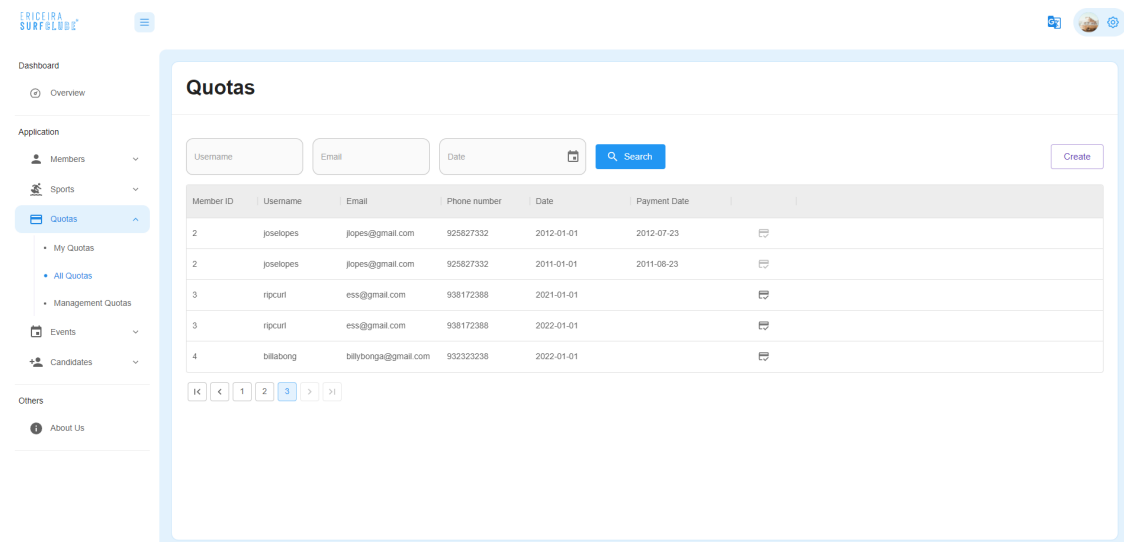 ERICEIRA
SURFCLUBE
Dashboard
Overview
Application
Members
Sports
Quotas
My Quotas
All Quotas
Management Quotas
Events
Candidates
Others
About Us
Quotas
Username Email Date Search Create
Member ID Username Email Phone number Date Payment Date
2 joselopes jlopes@gmail.com 925827332 2012-01-01 2012-07-23
2 joselopes jlopes@gmail.com 925827332 2011-01-01 2011-08-23
3 ripcurl ess@gmail.com 938172388 2021-01-01
3 ripcurl ess@gmail.com 938172388 2022-01-01
4 billabong billybonga@gmail.com 932323238 2022-01-01
1 2 3